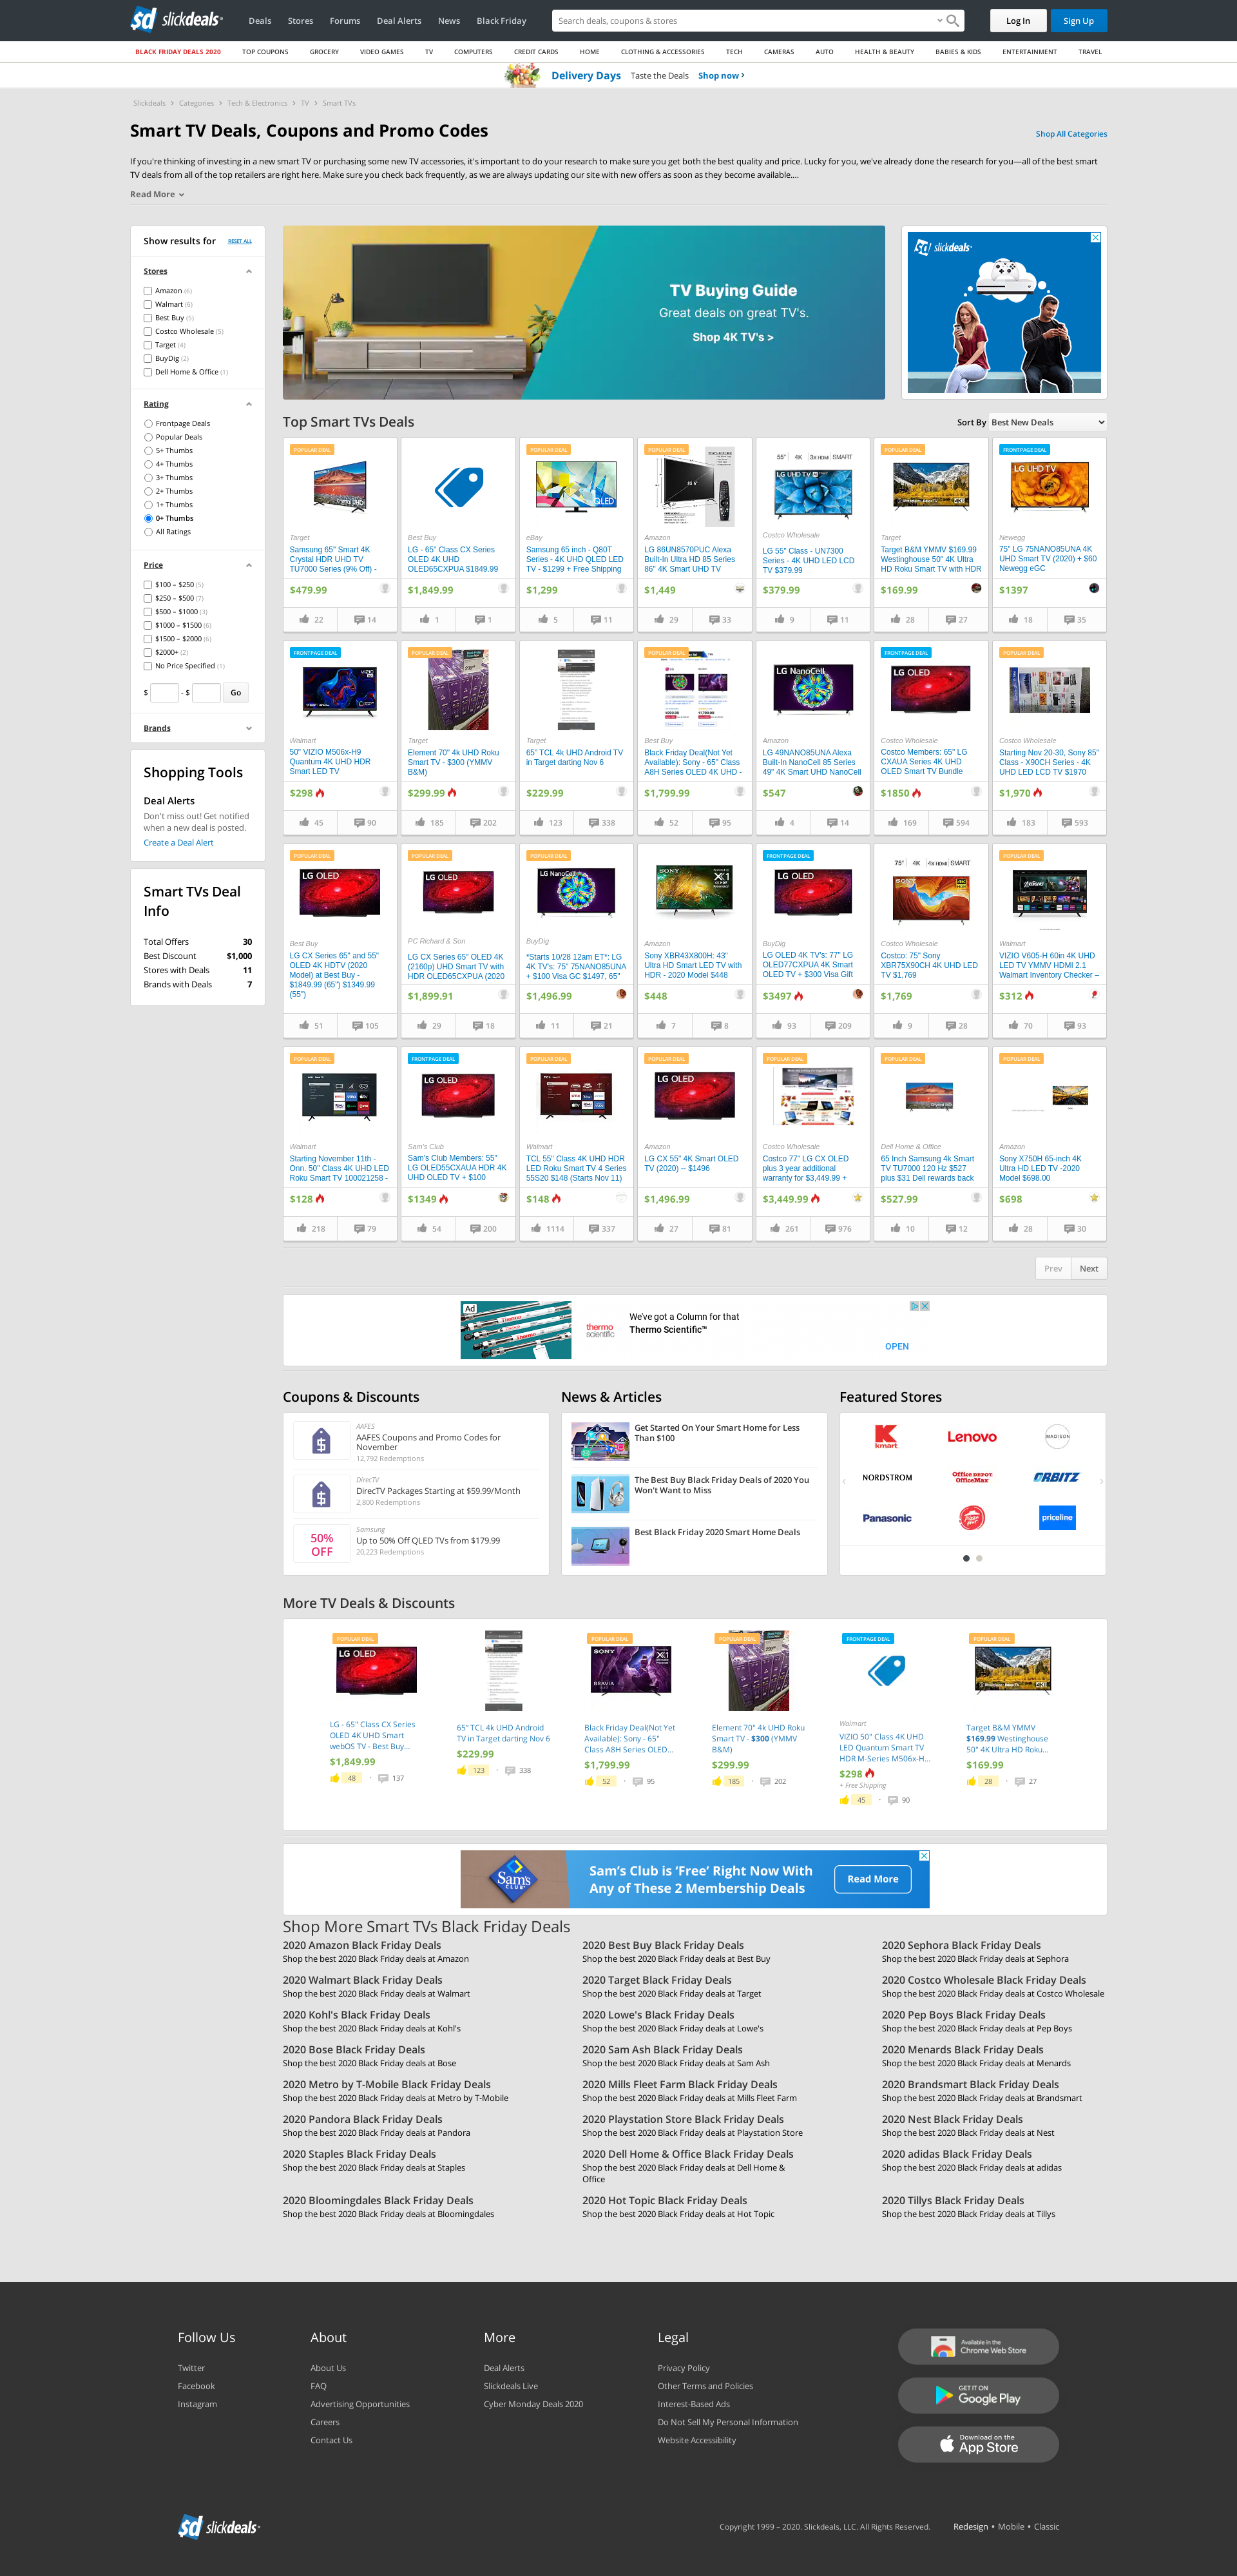 slickdeals
Deals Stores Forums Deal Alerts News Black Friday
Search deals, coupons & stores
Log In Sign Up
BLACK FRIDAY DEALS 2020 TOP COUPONS GROCERY VIDEO GAMES TV COMPUTERS CREDIT CARDS HOME CLOTHING & ACCESSORIES TECH CAMERAS AUTO HEALTH & BEAUTY BABIES & KIDS ENTERTAINMENT TRAVEL
Delivery Days Taste the Deals Shop now ›
Slickdeals › Categories › Tech & Electronics › TV › Smart TVs
Smart TV Deals, Coupons and Promo Codes
Shop All Categories
If you're thinking of investing in a new smart TV or purchasing some new TV accessories, it's important to do your research to make sure you get both the best quality and price. Lucky for you, we've already done the research for you—all of the best smart
TV deals from all of the top retailers are right here. Make sure you check back frequently, as we are always updating our site with new offers as soon as they become available....
Read More
Show results for RESET ALL
Stores
Amazon (6)
Walmart (6)
Best Buy (5)
Costco Wholesale (5)
Target (4)
BuyDig (2)
Dell Home & Office (1)
Rating
Frontpage Deals
Popular Deals
5+ Thumbs
4+ Thumbs
3+ Thumbs
2+ Thumbs
1+ Thumbs
0+ Thumbs
All Ratings
Price
$100 – $250 (5)
$250 – $500 (7)
$500 – $1000 (3)
$1000 – $1500 (6)
$1500 – $2000 (6)
$2000+ (2)
No Price Specified (1)
$ - $ Go
Brands
Shopping Tools
Deal Alerts
Don't miss out! Get notified
when a new deal is posted.
Create a Deal Alert
Smart TVs Deal
Info
Total Offers 30
Best Discount $1,000
Stores with Deals 11
Brands with Deals 7
TV Buying Guide
Great deals on great TV's.
Shop 4K TV's >
slickdeals
Top Smart TVs Deals
Sort By Best New Deals
POPULAR DEAL
Target
Samsung 65" Smart 4K
Crystal HDR UHD TV
TU7000 Series (9% Off) -
$479.99
22 14
Best Buy
LG - 65" Class CX Series
OLED 4K UHD
OLED65CXPUA $1849.99
$1,849.99
1 1
POPULAR DEAL
QLED
eBay
Samsung 65 inch - Q80T
Series - 4K UHD QLED LED
TV - $1299 + Free Shipping
$1,299
5 11
POPULAR DEAL
Amazon
LG 86UN8570PUC Alexa
Built-In Ultra HD 85 Series
86" 4K Smart UHD TV
$1,449
29 33
55" 4K SMART
LG UHD TV
Costco Wholesale
LG 55" Class - UN7300
Series - 4K UHD LED LCD
TV $379.99
$379.99
9 11
POPULAR DEAL
Target
Target B&M YMMV $169.99
Westinghouse 50" 4K Ultra
HD Roku Smart TV with HDR
$169.99
28 27
FRONTPAGE DEAL
LG UHD TV
Newegg
75" LG 75NANO85UNA 4K
UHD Smart TV (2020) + $60
Newegg eGC
$1397
18 35
FRONTPAGE DEAL
Walmart
50" VIZIO M506x-H9
Quantum 4K UHD HDR
Smart LED TV
$298
45 90
POPULAR DEAL
Target
Element 70" 4k UHD Roku
Smart TV - $300 (YMMV
B&M)
$299.99
185 202
Target
65" TCL 4k UHD Android TV
in Target darting Nov 6
$229.99
123 338
POPULAR DEAL
Best Buy
Black Friday Deal(Not Yet
Available): Sony - 65" Class
A8H Series OLED 4K UHD -
$1,799.99
52 95
LG NanoCell
Amazon
LG 49NANO85UNA Alexa
Built-In NanoCell 85 Series
49" 4K Smart UHD NanoCell
$547
4 14
FRONTPAGE DEAL
LG OLED
Costco Wholesale
Costco Members: 65" LG
CXAUA Series 4K UHD
OLED Smart TV Bundle
$1850
169 594
POPULAR DEAL
Costco Wholesale
Starting Nov 20-30, Sony 85"
Class - X90CH Series - 4K
UHD LED LCD TV $1970
$1,970
183 593
POPULAR DEAL
LG OLED
Best Buy
LG CX Series 65" and 55"
OLED 4K HDTV (2020
Model) at Best Buy -
$1849.99 (65") $1349.99
(55")
51 105
POPULAR DEAL
LG OLED
PC Richard & Son
LG CX Series 65" OLED 4K
(2160p) UHD Smart TV with
HDR OLED65CXPUA (2020
$1,899.91
29 18
POPULAR DEAL
LG NanoCell
BuyDig
*Starts 10/28 12am ET*: LG
4K TV's: 75" 75NANO85UNA
+ $100 Visa GC $1497, 65"
$1,496.99
11 21
SONY X1
Amazon
Sony XBR43X800H: 43"
Ultra HD Smart LED TV with
HDR - 2020 Model $448
$448
7 8
FRONTPAGE DEAL
LG OLED
BuyDig
LG OLED 4K TV's: 77" LG
OLED77CXPUA 4K Smart
OLED TV + $300 Visa Gift
$3497
93 209
75" 4K SMART
SONY
Costco Wholesale
Costco: 75" Sony
XBR75X90CH 4K UHD LED
TV $1,769
$1,769
9 28
POPULAR DEAL
Walmart
VIZIO V605-H 60in 4K UHD
LED TV YMMV HDMI 2.1
Walmart Inventory Checker –
$312
70 93
POPULAR DEAL
Walmart
Starting November 11th -
Onn. 50" Class 4K UHD LED
Roku Smart TV 100021258 -
$128
218 79
FRONTPAGE DEAL
LG OLED
Sam's Club
Sam's Club Members: 55"
LG OLED55CXAUA HDR 4K
UHD OLED TV + $100
$1349
54 200
POPULAR DEAL
Walmart
TCL 55" Class 4K UHD HDR
LED Roku Smart TV 4 Series
55S20 $148 (Starts Nov 11)
$148
1114 337
POPULAR DEAL
LG OLED
Amazon
LG CX 55" 4K Smart OLED
TV (2020) -- $1496
$1,496.99
27 81
POPULAR DEAL
Costco Wholesale
Costco 77" LG CX OLED
plus 3 year additional
warranty for $3,449.99 +
$3,449.99
261 976
POPULAR DEAL
Dell Home & Office
65 Inch Samsung 4k Smart
TV TU7000 120 Hz $527
plus $31 Dell rewards back
$527.99
10 12
POPULAR DEAL
Amazon
Sony X750H 65-inch 4K
Ultra HD LED TV -2020
Model $698.00
$698
28 30
Prev Next
Ad
thermo scientific
We've got a Column for that
Thermo Scientific™
OPEN
Coupons & Discounts
AAFES
AAFES Coupons and Promo Codes for
November
12,792 Redemptions
DirecTV
DirecTV Packages Starting at $59.99/Month
2,800 Redemptions
50%
OFF
Samsung
Up to 50% Off QLED TVs from $179.99
20,223 Redemptions
News & Articles
Get Started On Your Smart Home for Less
Than $100
The Best Buy Black Friday Deals of 2020 You
Won't Want to Miss
Best Black Friday 2020 Smart Home Deals
Featured Stores
kmart Lenovo MADISON
NORDSTROM Office DEPOT OfficeMax ORBITZ
Panasonic Pizza Hut priceline
More TV Deals & Discounts
POPULAR DEAL
LG OLED
LG - 65" Class CX Series
OLED 4K UHD Smart
webOS TV - Best Buy...
$1,849.99
48 · 137
65" TCL 4k UHD Android
TV in Target darting Nov 6
$229.99
123 · 338
POPULAR DEAL
SONY X1
BRAVIA
Black Friday Deal(Not Yet
Available): Sony - 65"
Class A8H Series OLED...
$1,799.99
52 · 95
POPULAR DEAL
Element 70" 4k UHD Roku
Smart TV - $300 (YMMV
B&M)
$299.99
185 · 202
FRONTPAGE DEAL
Walmart
VIZIO 50" Class 4K UHD
LED Quantum Smart TV
HDR M-Series M506x-H...
$298
+ Free Shipping
45 · 90
POPULAR DEAL
Target B&M YMMV
$169.99 Westinghouse
50" 4K Ultra HD Roku...
$169.99
28 · 27
Sam's CLUB
Sam's Club is 'Free' Right Now With
Any of These 2 Membership Deals
Read More
Shop More Smart TVs Black Friday Deals
2020 Amazon Black Friday Deals
Shop the best 2020 Black Friday deals at Amazon
2020 Best Buy Black Friday Deals
Shop the best 2020 Black Friday deals at Best Buy
2020 Sephora Black Friday Deals
Shop the best 2020 Black Friday deals at Sephora
2020 Walmart Black Friday Deals
Shop the best 2020 Black Friday deals at Walmart
2020 Target Black Friday Deals
Shop the best 2020 Black Friday deals at Target
2020 Costco Wholesale Black Friday Deals
Shop the best 2020 Black Friday deals at Costco Wholesale
2020 Kohl's Black Friday Deals
Shop the best 2020 Black Friday deals at Kohl's
2020 Lowe's Black Friday Deals
Shop the best 2020 Black Friday deals at Lowe's
2020 Pep Boys Black Friday Deals
Shop the best 2020 Black Friday deals at Pep Boys
2020 Bose Black Friday Deals
Shop the best 2020 Black Friday deals at Bose
2020 Sam Ash Black Friday Deals
Shop the best 2020 Black Friday deals at Sam Ash
2020 Menards Black Friday Deals
Shop the best 2020 Black Friday deals at Menards
2020 Metro by T-Mobile Black Friday Deals
Shop the best 2020 Black Friday deals at Metro by T-Mobile
2020 Mills Fleet Farm Black Friday Deals
Shop the best 2020 Black Friday deals at Mills Fleet Farm
2020 Brandsmart Black Friday Deals
Shop the best 2020 Black Friday deals at Brandsmart
2020 Pandora Black Friday Deals
Shop the best 2020 Black Friday deals at Pandora
2020 Playstation Store Black Friday Deals
Shop the best 2020 Black Friday deals at Playstation Store
2020 Nest Black Friday Deals
Shop the best 2020 Black Friday deals at Nest
2020 Staples Black Friday Deals
Shop the best 2020 Black Friday deals at Staples
2020 Dell Home & Office Black Friday Deals
Shop the best 2020 Black Friday deals at Dell Home &
Office
2020 adidas Black Friday Deals
Shop the best 2020 Black Friday deals at adidas
2020 Bloomingdales Black Friday Deals
Shop the best 2020 Black Friday deals at Bloomingdales
2020 Hot Topic Black Friday Deals
Shop the best 2020 Black Friday deals at Hot Topic
2020 Tillys Black Friday Deals
Shop the best 2020 Black Friday deals at Tillys
Follow Us
Twitter
Facebook
Instagram
About
About Us
FAQ
Advertising Opportunities
Careers
Contact Us
More
Deal Alerts
Slickdeals Live
Cyber Monday Deals 2020
Legal
Privacy Policy
Other Terms and Policies
Interest-Based Ads
Do Not Sell My Personal Information
Website Accessibility
Available in the
Chrome Web Store
GET IT ON
Google Play
Download on the
App Store
slickdeals
Copyright 1999 – 2020. Slickdeals, LLC. All Rights Reserved.
Redesign • Mobile • Classic